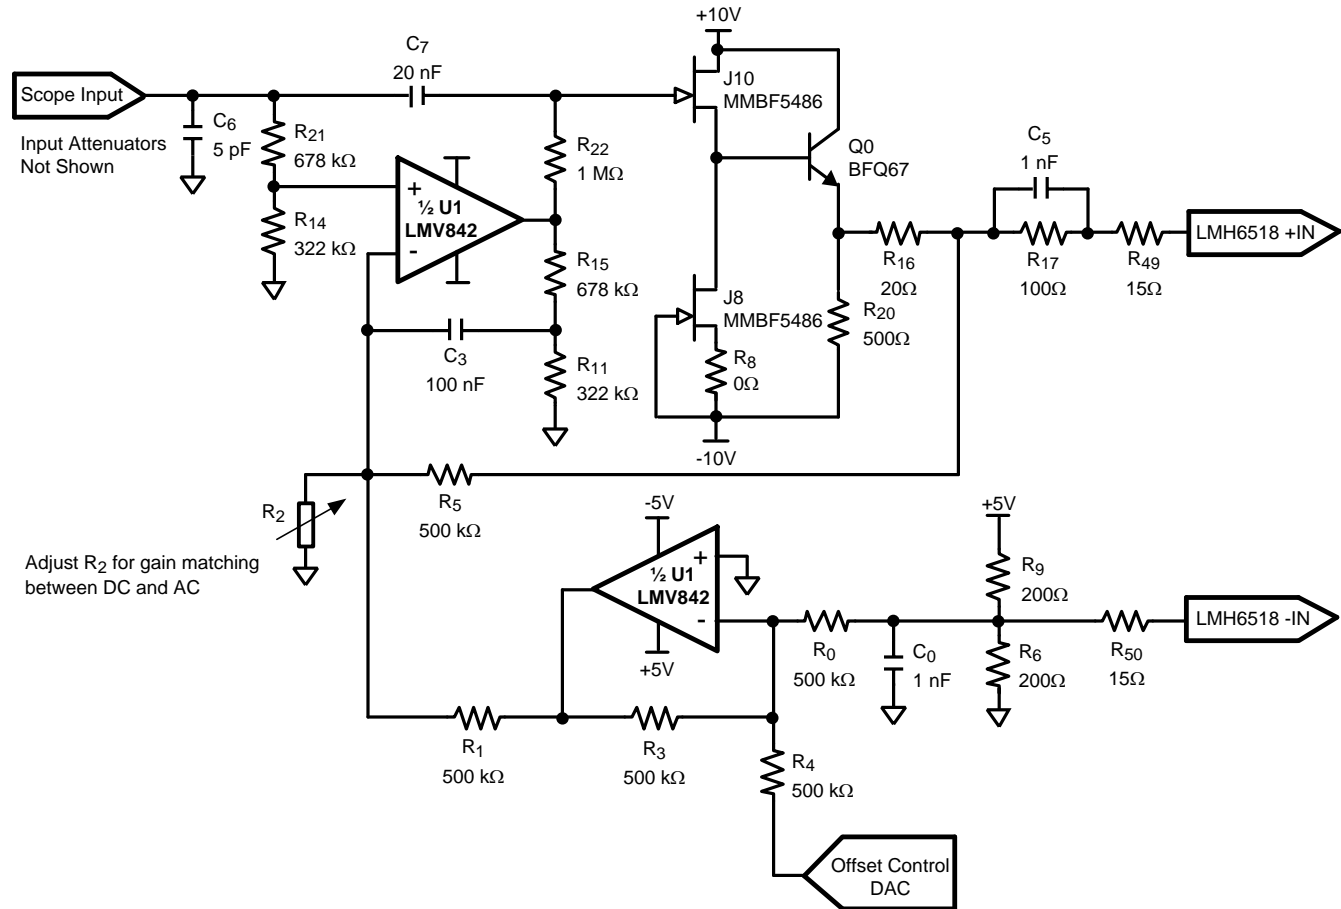 +10V
C7
20 nF
Scope Input
Input Attenuators
Not Shown
C6
5 pF
R21
678 kΩ
R14
322 kΩ
+
½ U1
LMV842
-
R22
1 MΩ
R15
678 kΩ
R11
322 kΩ
C3
100 nF
J10
MMBF5486
Q0
BFQ67
J8
MMBF5486
R8
0Ω
-10V
R16
20Ω
R20
500Ω
C5
1 nF
R17
100Ω
R49
15Ω
LMH6518 +IN
R2
Adjust R2 for gain matching
between DC and AC
R5
500 kΩ
-5V
+
½ U1
LMV842
-
+5V
R0
500 kΩ
C0
1 nF
+5V
R9
200Ω
R6
200Ω
R50
15Ω
LMH6518 -IN
R1
500 kΩ
R3
500 kΩ
R4
500 kΩ
Offset Control
DAC